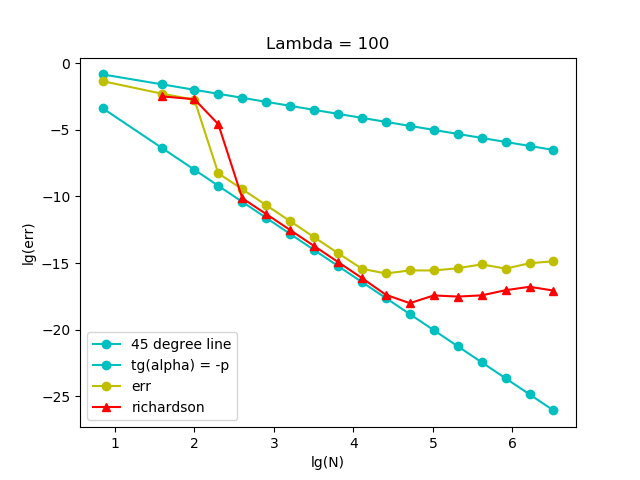 Lambda = 100
0
−5
−10
−15
−20
−25
lg(err)
45 degree line
tg(alpha) = -p
err
richardson
1
2
3
4
5
6
lg(N)